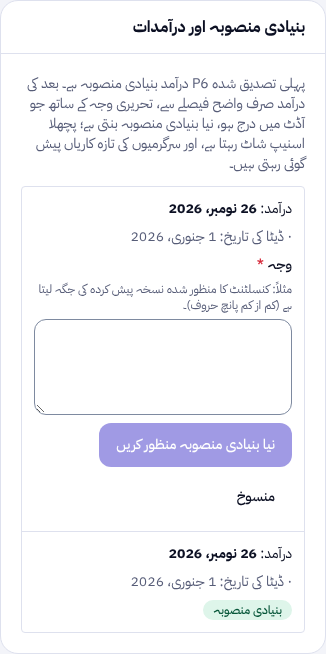 بنیادی منصوبہ اور درآمدات
پہلی تصدیق شدہ P6 درآمد بنیادی منصوبہ ہے۔ بعد کی
درآمد صرف واضح فیصلے سے، تحریری وجہ کے ساتھ جو
آڈٹ میں درج ہو، نیا بنیادی منصوبہ بنتی ہے؛ پچھلا
اسنیپ شاٹ رہتا ہے، اور سرگرمیوں کی تازہ کاریاں پیش
گوئی رہتی ہیں۔
درآمد: 26 نومبر، 2026
· ڈیٹا کی تاریخ: 1 جنوری، 2026
وجہ *
مثلاً: کنسلٹنٹ کا منظور شدہ نسخہ پیش کردہ کی جگہ لیتا
ہے (کم از کم پانچ حروف)۔
نیا بنیادی منصوبہ منظور کریں
منسوخ
درآمد: 26 نومبر، 2026
· ڈیٹا کی تاریخ: 1 جنوری، 2026
بنیادی منصوبہ